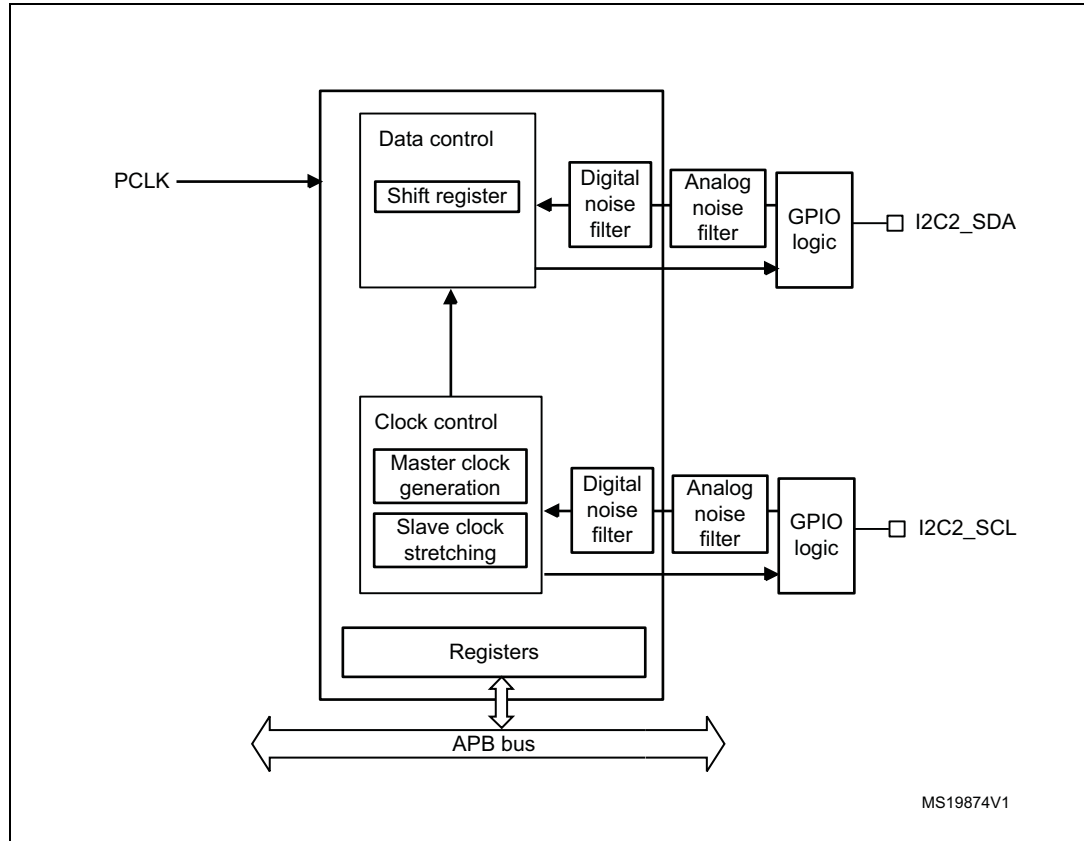 PCLK
Data control
Shift register
Digital
noise
filter
Analog
noise
filter
GPIO
logic
I2C2_SDA
Clock control
Master clock
generation
Slave clock
stretching
Digital
noise
filter
Analog
noise
filter
GPIO
logic
I2C2_SCL
Registers
APB bus
MS19874V1